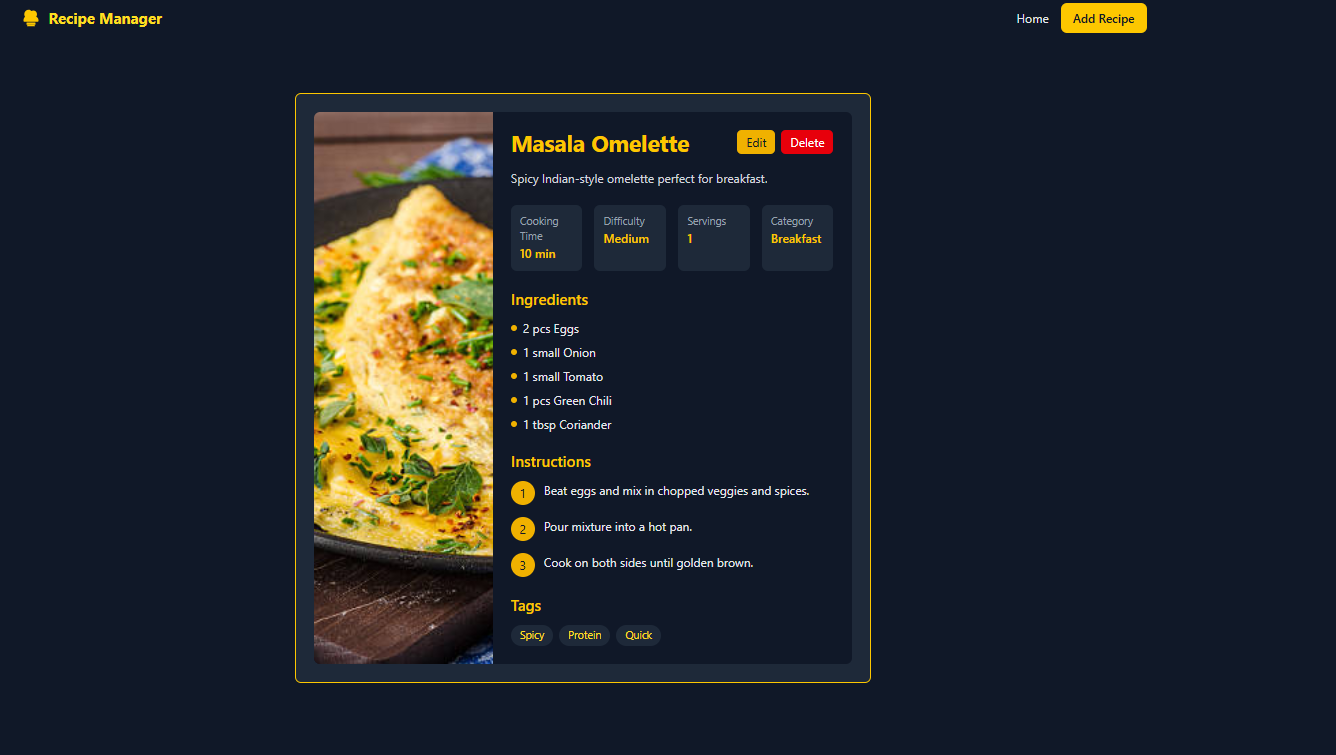 Recipe Manager
Home
Add Recipe
Masala Omelette
Edit
Delete
Spicy Indian-style omelette perfect for breakfast.
Cooking
Time
10 min
Difficulty
Medium
Servings
1
Category
Breakfast
Ingredients
2 pcs Eggs
1 small Onion
1 small Tomato
1 pcs Green Chili
1 tbsp Coriander
Instructions
1 Beat eggs and mix in chopped veggies and spices.
2 Pour mixture into a hot pan.
3 Cook on both sides until golden brown.
Tags
Spicy
Protein
Quick